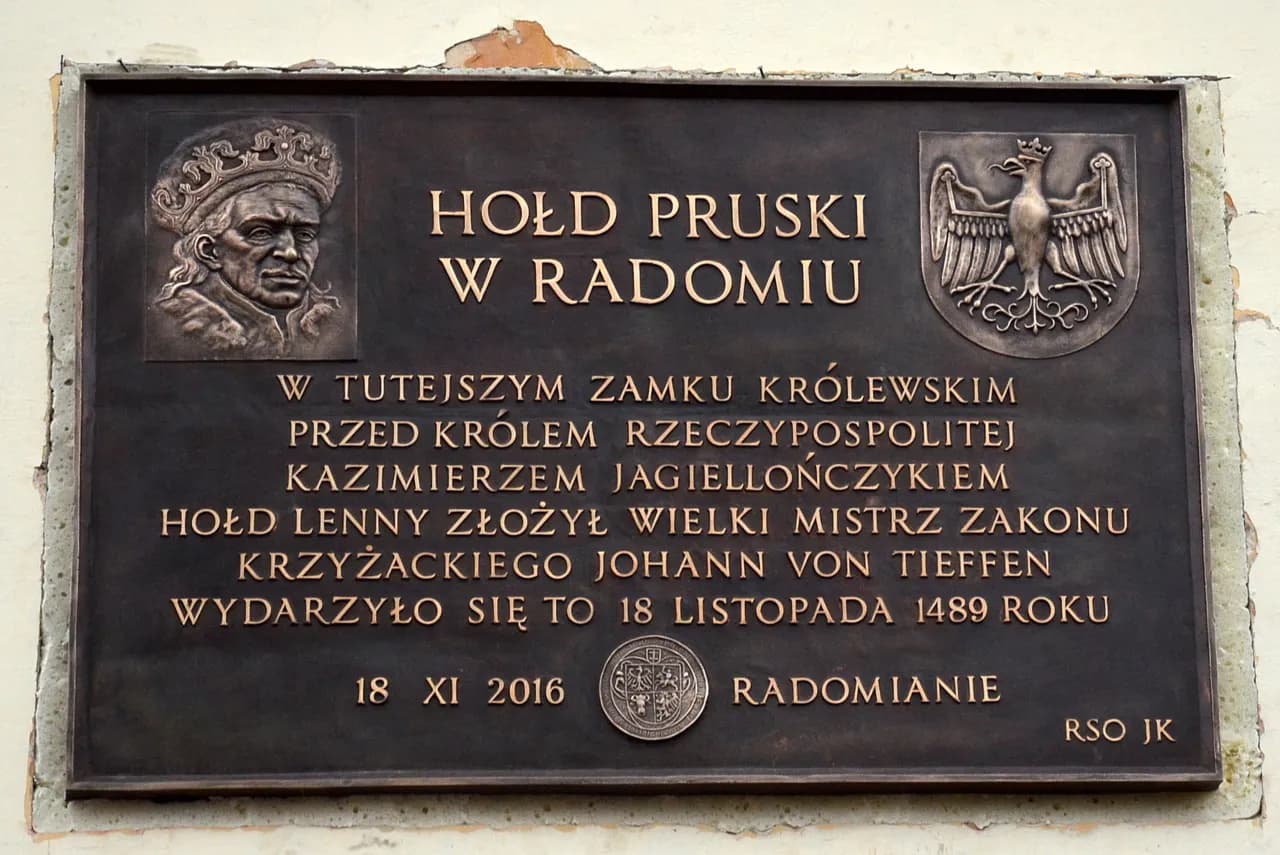 HOŁD PRUSKI
W RADOMIU
W TUTEJSZYM ZAMKU KRÓLEWSKIM
PRZED KRÓLEM RZECZYPOSPOLITEJ
KAZIMIERZEM JAGIELLOŃCZYKIEM
HOŁD LENNY ZŁOŻYŁ WIELKI MISTRZ ZAKONU
KRZYŻACKIEGO JOHANN VON TIEFFEN
WYDARZYŁO SIĘ TO 18 LISTOPADA 1489 ROKU
18 XI 2016 RADOMIANIE
RSO JK